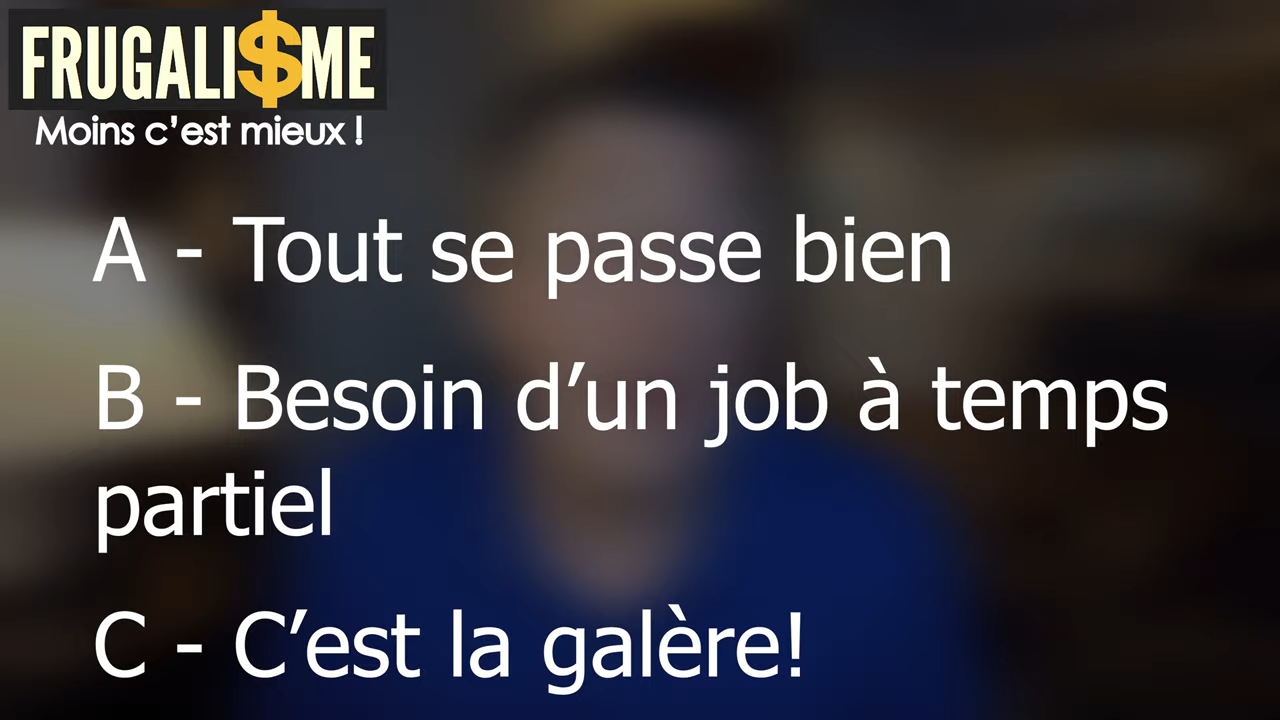 FRUGALI$ME
Moins c'est mieux !
A - Tout se passe bien
B - Besoin d'un job à temps
partiel
C - C'est la galère!